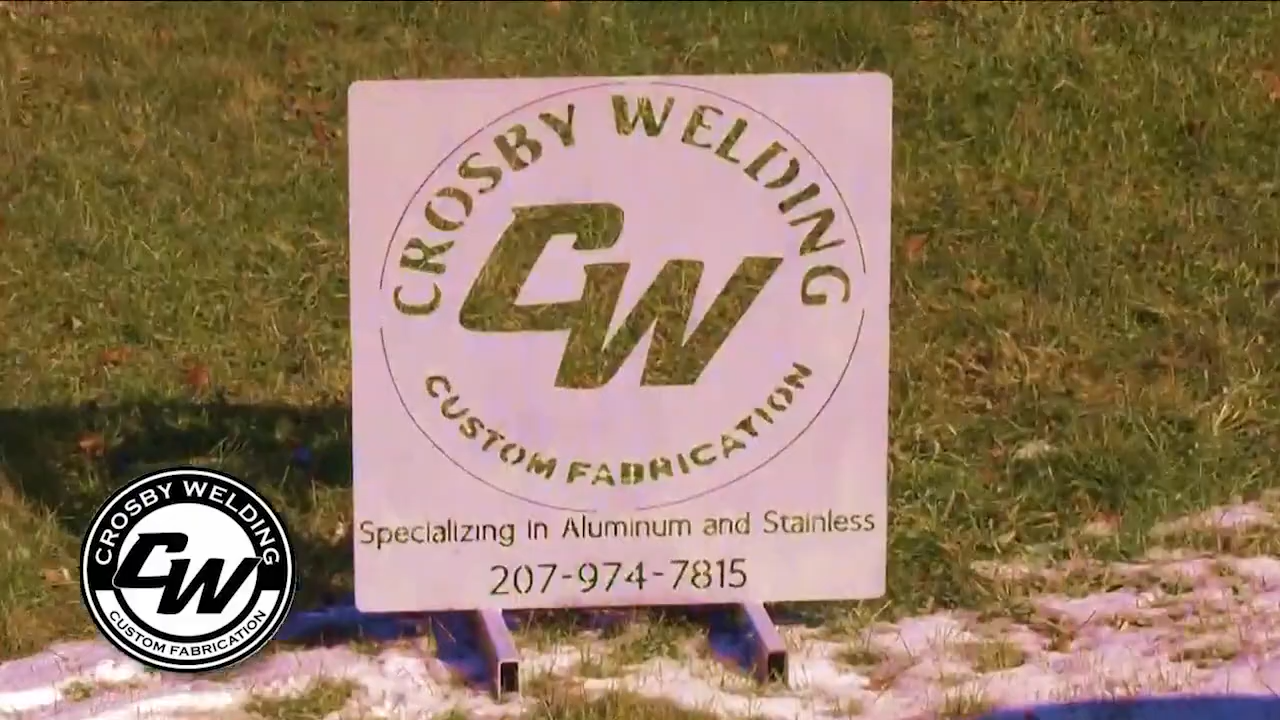 CROSBY WELDING
CW
CUSTOM FABRICATION
Specializing in Aluminum and Stainless
207-974-7815
CROSBY WELDING
CW
CUSTOM FABRICATION